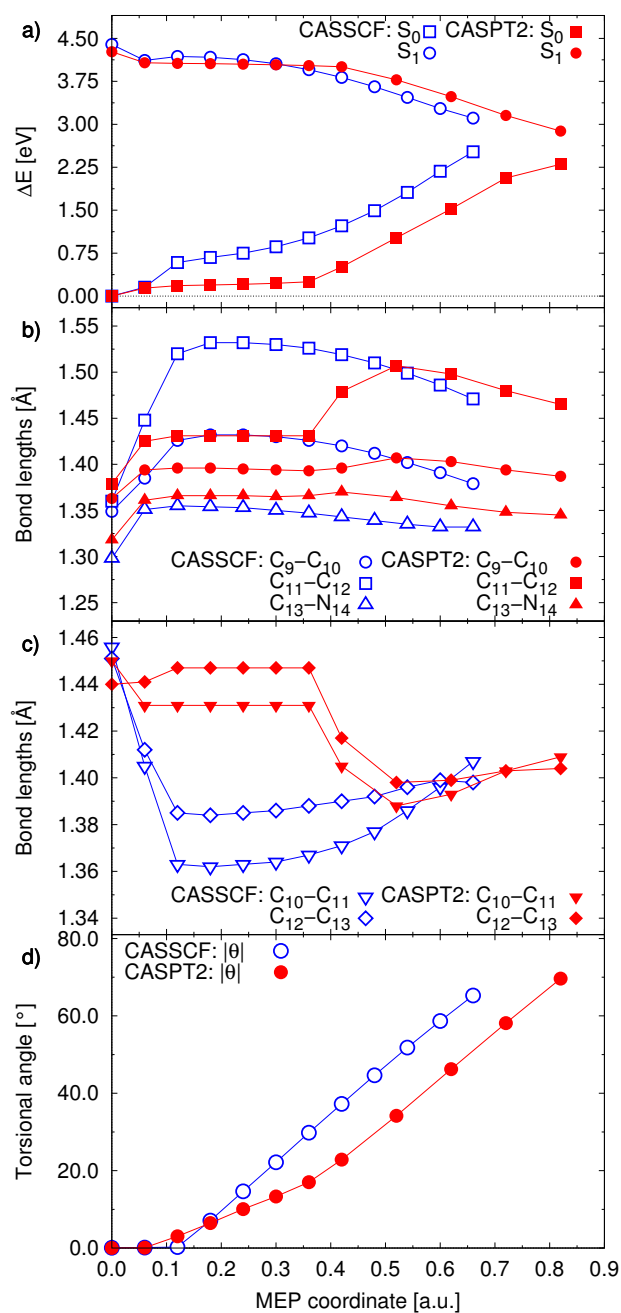 a)
CASSCF: S₀ CASPT2: S₀
S₁ S₁
4.50
3.75
3.00
2.25
1.50
0.75
0.00
ΔE [eV]
b)
1.55
1.50
1.45
1.40
1.35
1.30
1.25
Bond lengths [Å]
CASSCF: C₉–C₁₀ CASPT2: C₉–C₁₀
C₁₁–C₁₂ C₁₁–C₁₂
C₁₃–N₁₄ C₁₃–N₁₄
c)
1.46
1.44
1.42
1.40
1.38
1.36
1.34
Bond lengths [Å]
CASSCF: C₁₀–C₁₁ CASPT2: C₁₀–C₁₁
C₁₂–C₁₃ C₁₂–C₁₃
d)
CASSCF: |θ|
CASPT2: |θ|
80.0
60.0
40.0
20.0
0.0
Torsional angle [°]
0.0 0.1 0.2 0.3 0.4 0.5 0.6 0.7 0.8 0.9
MEP coordinate [a.u.]